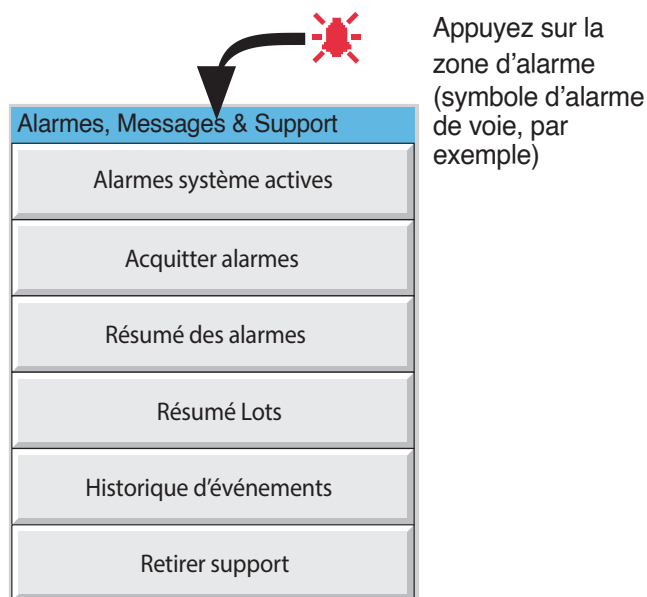 Appuyez sur la
zone d'alarme
(symbole d'alarme
de voie, par
exemple)
Alarmes, Messages & Support
Alarmes système actives
Acquitter alarmes
Résumé des alarmes
Résumé Lots
Historique d'événements
Retirer support